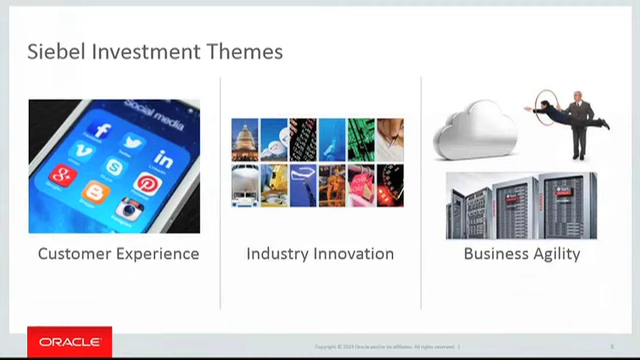 Siebel Investment Themes
Social media
Customer Experience
Industry Innovation
Business Agility
ORACLE